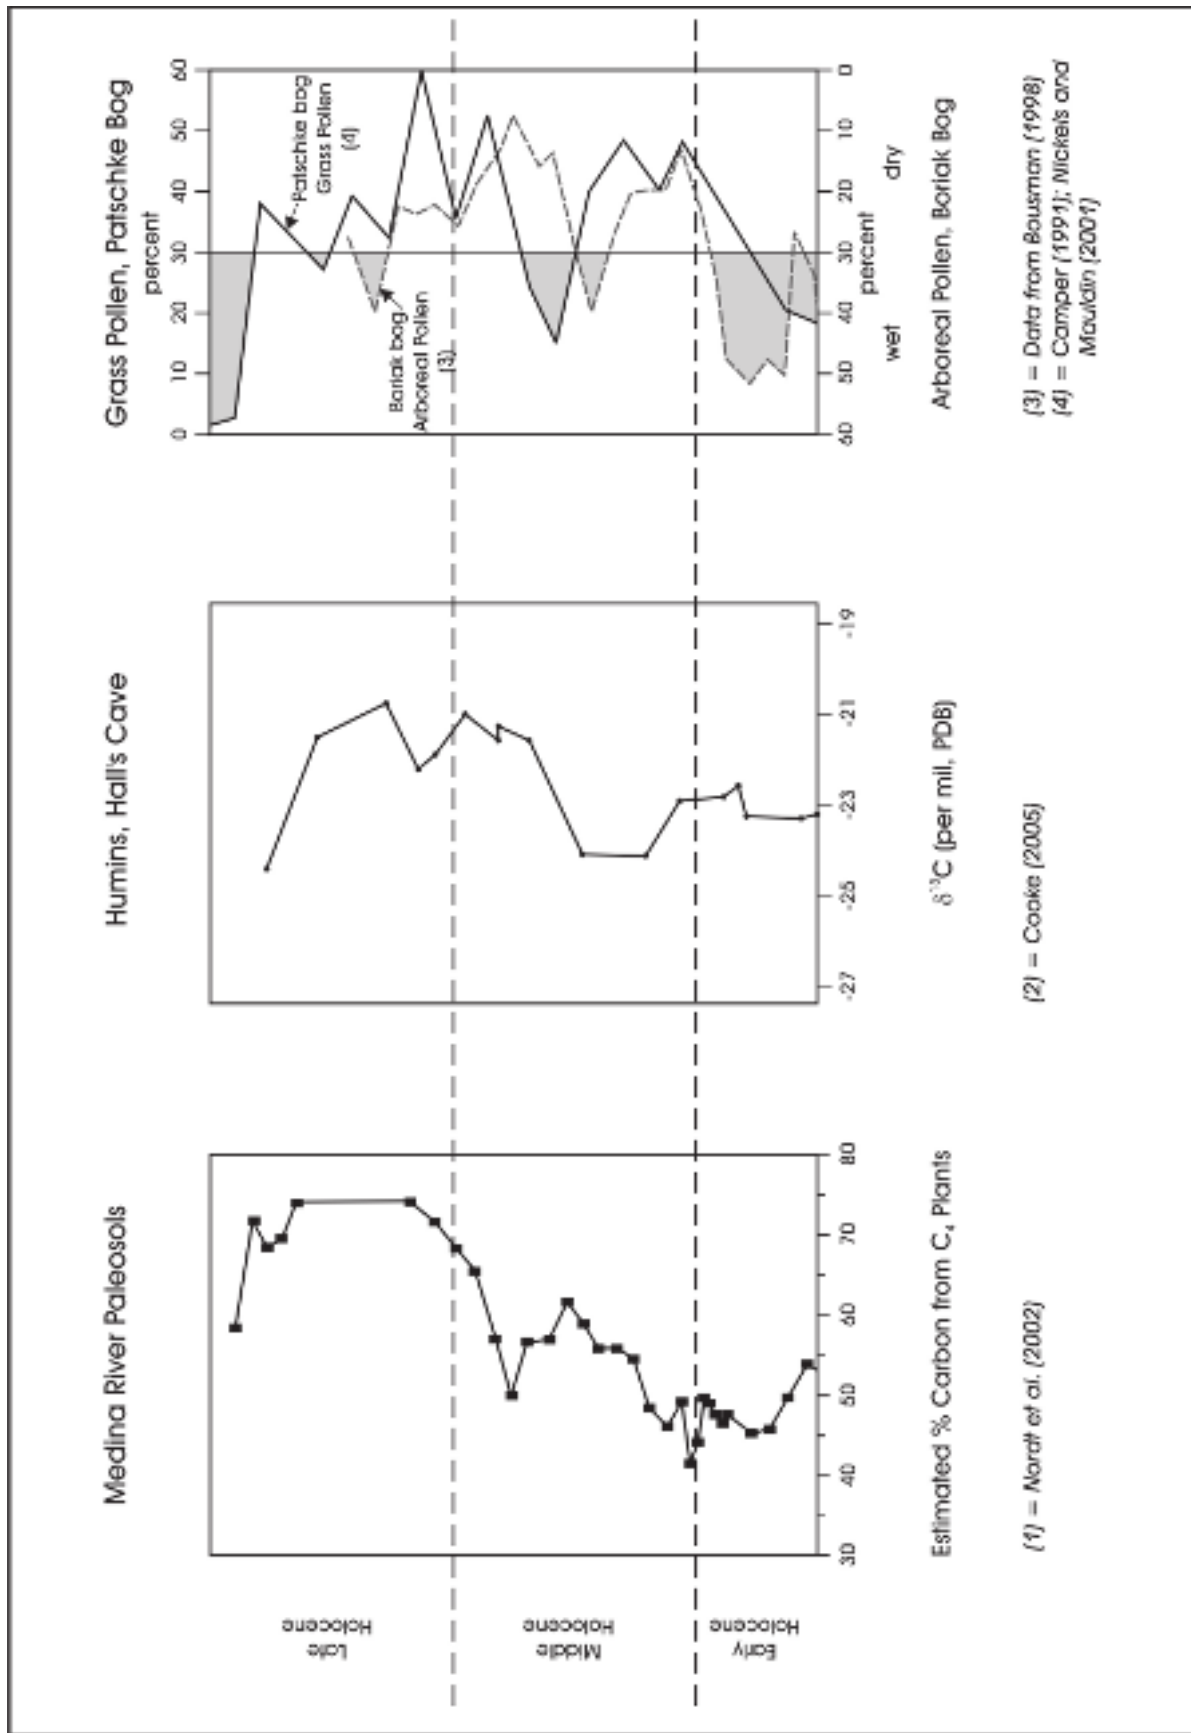 Medina River Paleosols
Late
Holocene
Middle
Holocene
Early
Holocene
30 40 50 60 70 80
Estimated % Carbon from C₄ Plants
(1) = Nordt et al. (2002)
Humins, Hall's Cave
-27 -25 -23 -21 -19
δ¹³C (per mil, PDB)
(2) = Cooke (2005)
Grass Pollen, Patschke Bog
percent
0 10 20 30 40 50 60
Patschke bog
Grass Pollen
(4)
Boriak bog
Arboreal Pollen
(3)
60 50 40 30 20 10 0
wet percent dry
Arboreal Pollen, Boriak Bog
(3) = Data from Bousman (1998)
(4) = Camper (1991); Nickels and
Mauldin (2001)